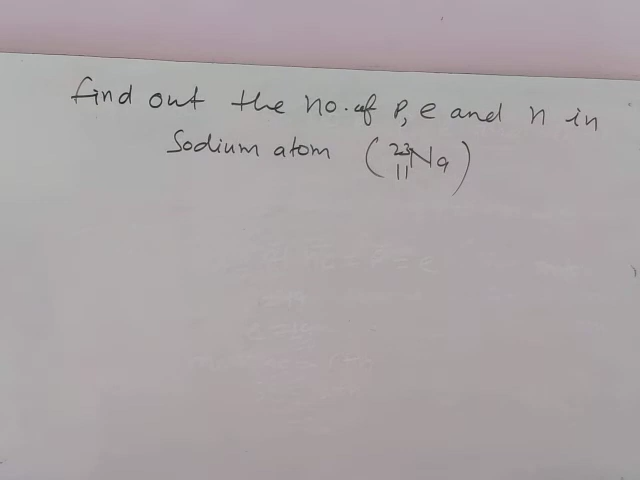 find out the no. of P, e and n in
Sodium atom (²³₁₁Na)